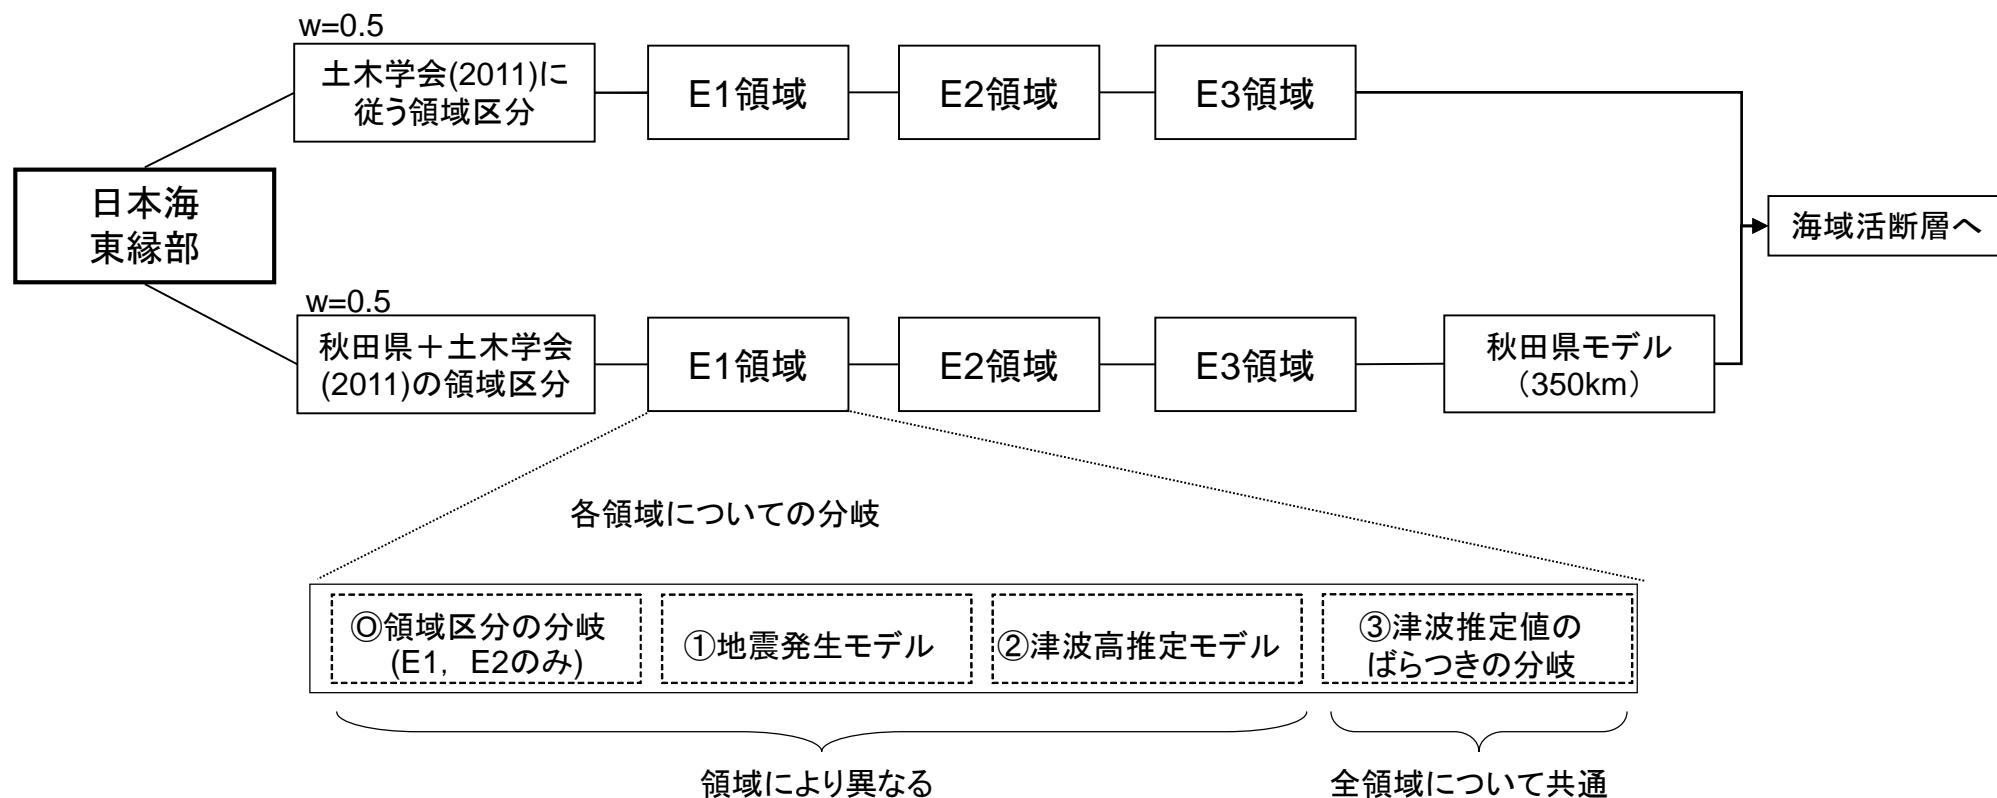 w=0.5
土木学会(2011)に
従う領域区分
E1領域
E2領域
E3領域
日本海
東縁部
海域活断層へ
w=0.5
秋田県＋土木学会
(2011)の領域区分
E1領域
E2領域
E3領域
秋田県モデル
（350km）
各領域についての分岐
⓪領域区分の分岐
(E1，E2のみ)
①地震発生モデル
②津波高推定モデル
③津波推定値の
ばらつきの分岐
領域により異なる
全領域について共通